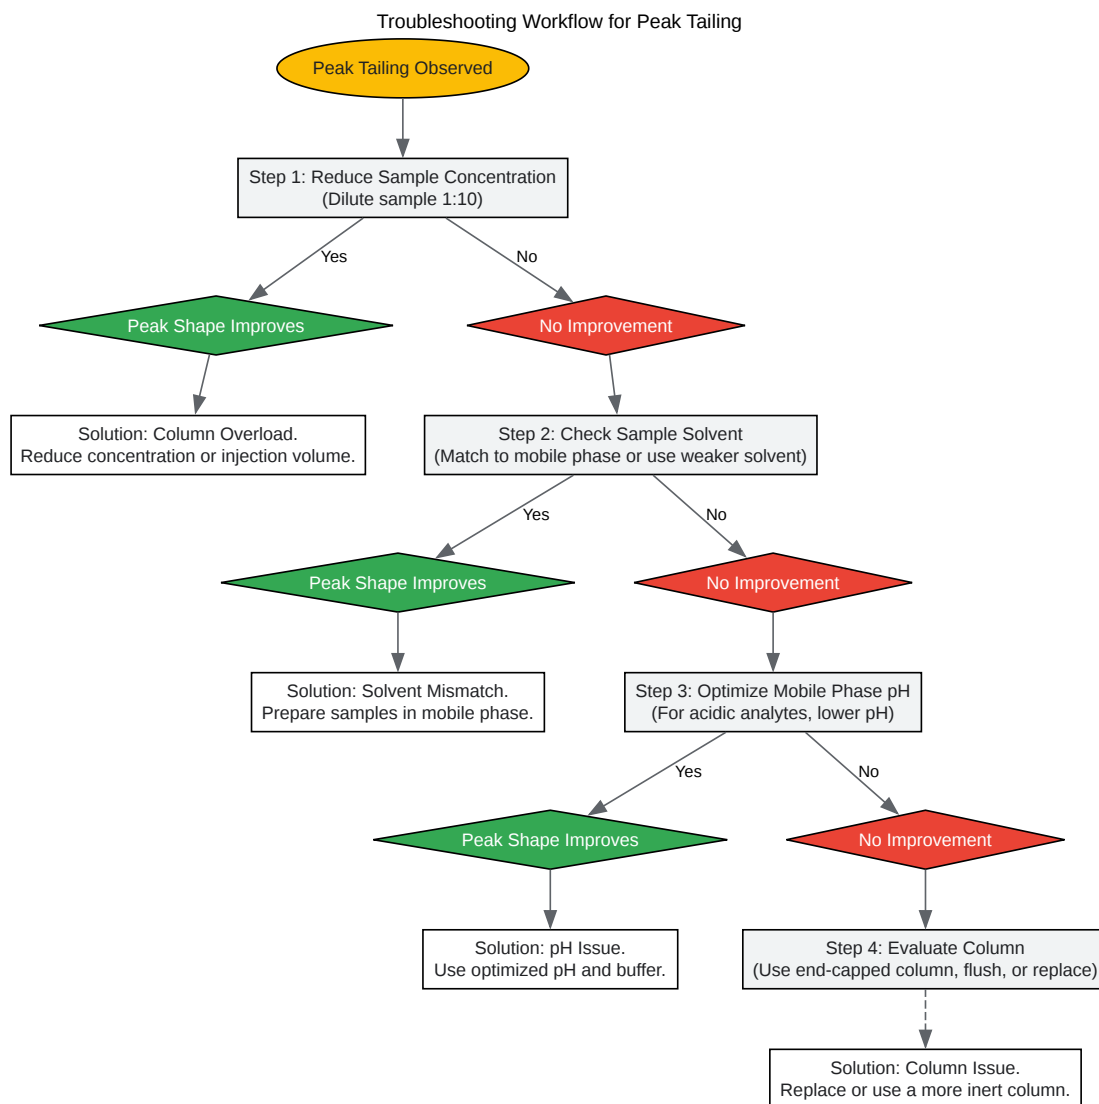 Troubleshooting Workflow for Peak Tailing
Peak Tailing Observed
Step 1: Reduce Sample Concentration
(Dilute sample 1:10)
Yes
No
Peak Shape Improves
No Improvement
Solution: Column Overload.
Reduce concentration or injection volume.
Step 2: Check Sample Solvent
(Match to mobile phase or use weaker solvent)
Yes
No
Peak Shape Improves
No Improvement
Solution: Solvent Mismatch.
Prepare samples in mobile phase.
Step 3: Optimize Mobile Phase pH
(For acidic analytes, lower pH)
Yes
No
Peak Shape Improves
No Improvement
Solution: pH Issue.
Use optimized pH and buffer.
Step 4: Evaluate Column
(Use end-capped column, flush, or replace)
Solution: Column Issue.
Replace or use a more inert column.